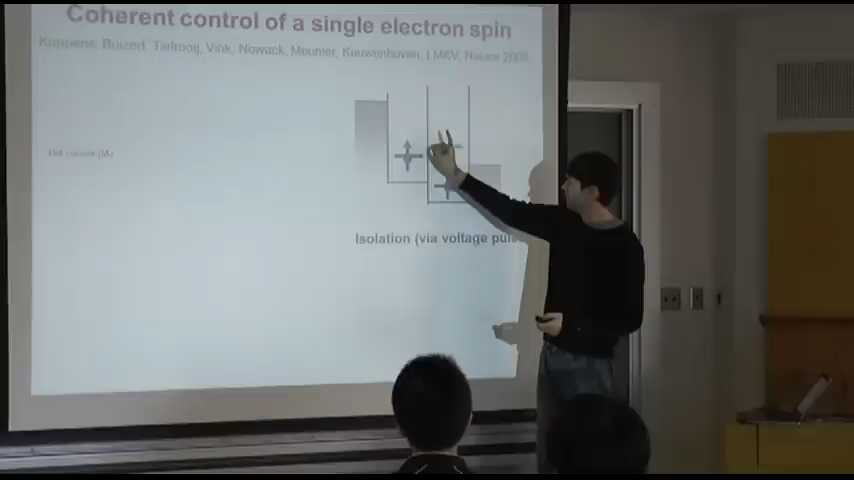 Coherent control of a single electron spin
Koppens, Buizert, Tielrooij, Vink, Nowack, Meunier, Kouwenhoven, LMKV, Nature 2006
Isolation (via voltage puls